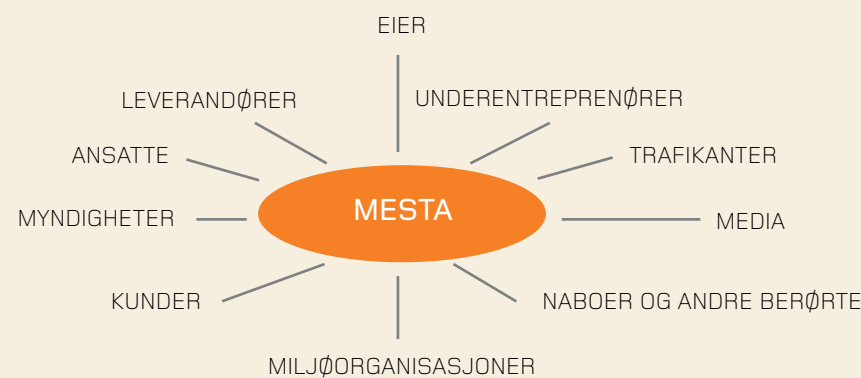 EIER
LEVERANDØRER
UNDERENTREPRENØRER
ANSATTE
TRAFIKANTER
MESTA
MYNDIGHETER
MEDIA
KUNDER
NABOER OG ANDRE BERØRTE
MILJØORGANISASJONER